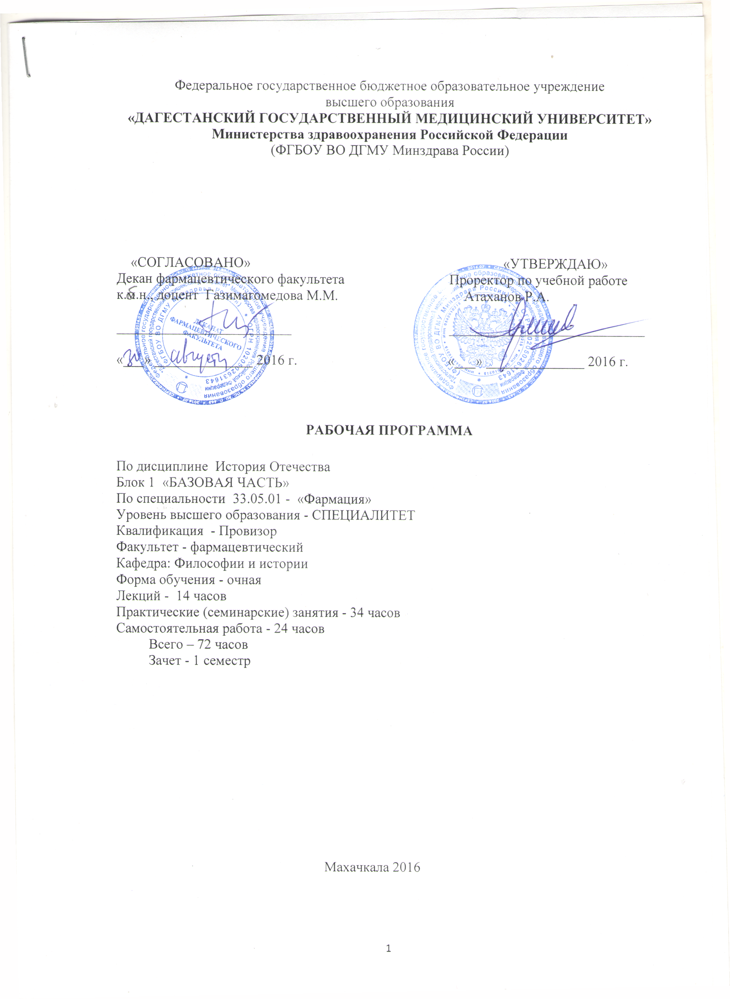 Федеральное государственное бюджетное образовательное учреждение
высшего образования
«ДАГЕСТАНСКИЙ ГОСУДАРСТВЕННЫЙ МЕДИЦИНСКИЙ УНИВЕРСИТЕТ»
Министерства здравоохранения Российской Федерации
(ФГБОУ ВО ДГМУ Минздрава России)
«СОГЛАСОВАНО»
Декан фармацевтического факультета
к.м.н., доцент Газимагомедова М.М.
ДЕКАНАТ
ФАРМАЦЕВТИЧЕСКОГО
ФАКУЛЬТЕТА
«30» августа 2016 г.
«УТВЕРЖДАЮ»
Проректор по учебной работе
Атаханов Р.А.
«___» ______________ 2016 г.
РАБОЧАЯ ПРОГРАММА
По дисциплине История Отечества
Блок 1 «БАЗОВАЯ ЧАСТЬ»
По специальности 33.05.01 - «Фармация»
Уровень высшего образования - СПЕЦИАЛИТЕТ
Квалификация - Провизор
Факультет - фармацевтический
Кафедра: Философии и истории
Форма обучения - очная
Лекций - 14 часов
Практические (семинарские) занятия - 34 часов
Самостоятельная работа - 24 часов
Всего – 72 часов
Зачет - 1 семестр
Махачкала 2016
1